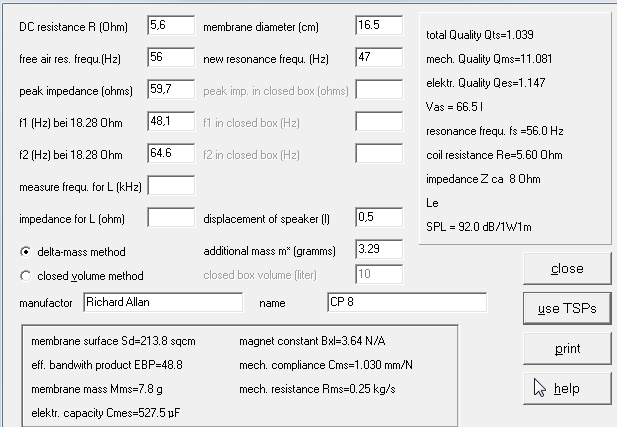 DC resistance R (Ohm) 5,6 membrane diameter (cm) 16.5
free air res. frequ.(Hz) 56 new resonance frequ. (Hz) 47
peak impedance (ohms) 59,7 peak imp. in closed box (ohms)
f1 (Hz) bei 18.28 Ohm 48,1 f1 in closed box (Hz)
f2 (Hz) bei 18.28 Ohm 64.6 f2 in closed box (Hz)
measure frequ. for L (kHz)
impedance for L (ohm) displacement of speaker (l) 0,5
delta-mass method additional mass m* (gramms) 3.29
closed volume method closed box volume (liter) 10
manufactor Richard Allan name CP 8
total Quality Qts=1.039
mech. Quality Qms=11.081
elektr. Quality Qes=1.147
Vas = 66.5 l
resonance frequ. fs =56.0 Hz
coil resistance Re=5.60 Ohm
impedance Z ca 8 Ohm
Le
SPL = 92.0 dB/1W1m
close
use TSPs
print
help
membrane surface Sd=213.8 sqcm magnet constant Bxl=3.64 N/A
eff. bandwith product EBP=48.8 mech. compliance Cms=1.030 mm/N
membrane mass Mms=7.8 g mech. resistance Rms=0.25 kg/s
elektr. capacity Cmes=527.5 µF